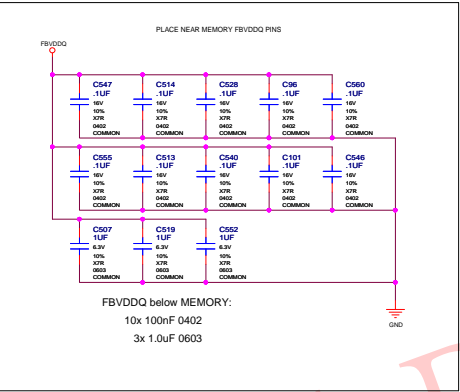 PLACE NEAR MEMORY FBVDDQ PINS
FBVDDQ
C547 C514 C528 C96 C560
.1UF .1UF .1UF .1UF .1UF
16V 16V 16V 16V 16V
10% 10% 10% 10% 10%
X7R X7R X7R X7R X7R
0402 0402 0402 0402 0402
COMMON COMMON COMMON COMMON COMMON
C555 C513 C540 C101 C546
.1UF .1UF .1UF .1UF .1UF
16V 16V 16V 16V 16V
10% 10% 10% 10% 10%
X7R X7R X7R X7R X7R
0402 0402 0402 0402 0402
COMMON COMMON COMMON COMMON COMMON
C507 C519 C552
1UF 1UF 1UF
6.3V 6.3V 6.3V
10% 10% 10%
X7R X7R X7R
0603 0603 0603
COMMON COMMON COMMON
FBVDDQ below MEMORY:
10x 100nF 0402
3x 1.0uF 0603
GND